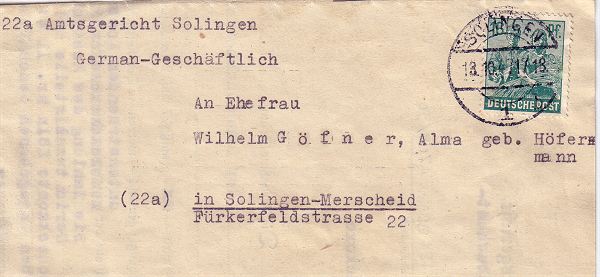 22a Amtsgericht Solingen
German-Geschäftlich
An Ehefrau
Wilhelm G ö f n e r, Alma geb. Höfer=
mann
(22a) in Solingen-Merscheid
Fürkerfeldstrasse 22
SOLINGEN
18
DEUTSCHE POST